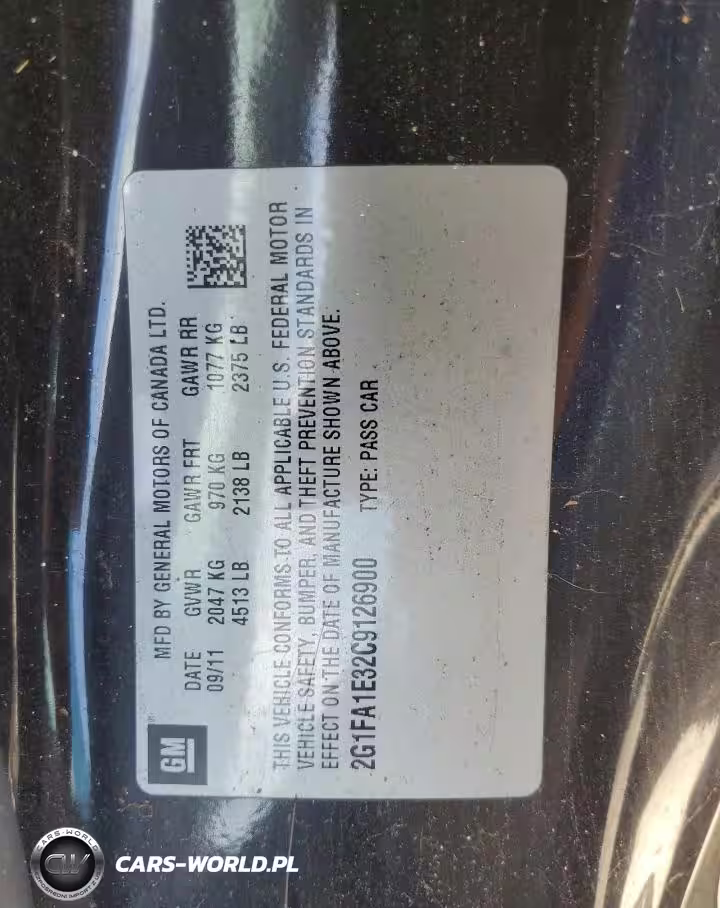 GM
MFD BY GENERAL MOTORS OF CANADA LTD.
DATE GVWR GAWR FRT GAWR RR
09/11 2047 KG 970 KG 1077 KG
4513 LB 2138 LB 2375 LB
THIS VEHICLE CONFORMS TO ALL APPLICABLE U.S. FEDERAL MOTOR
VEHICLE SAFETY, BUMPER, AND THEFT PREVENTION STANDARDS IN
EFFECT ON THE DATE OF MANUFACTURE SHOWN ABOVE.
2G1FA1E32C9126900 TYPE: PASS CAR
CARS-WORLD
CW
CARS-WORLD.PL